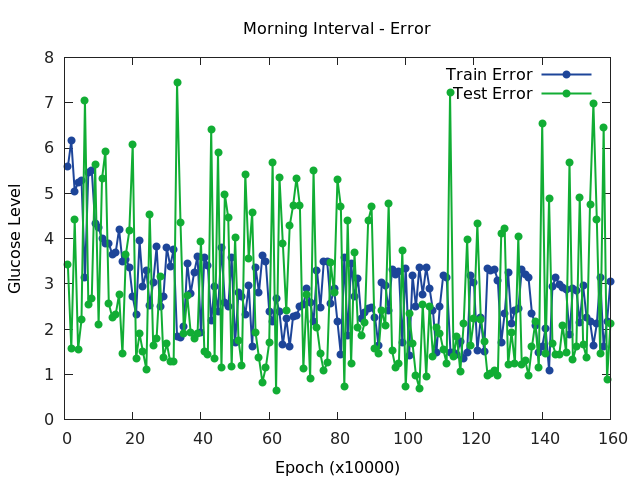 Morning Interval - Error
Train Error
Test Error
Glucose Level
8
7
6
5
4
3
2
1
0
0 20 40 60 80 100 120 140 160
Epoch (x10000)